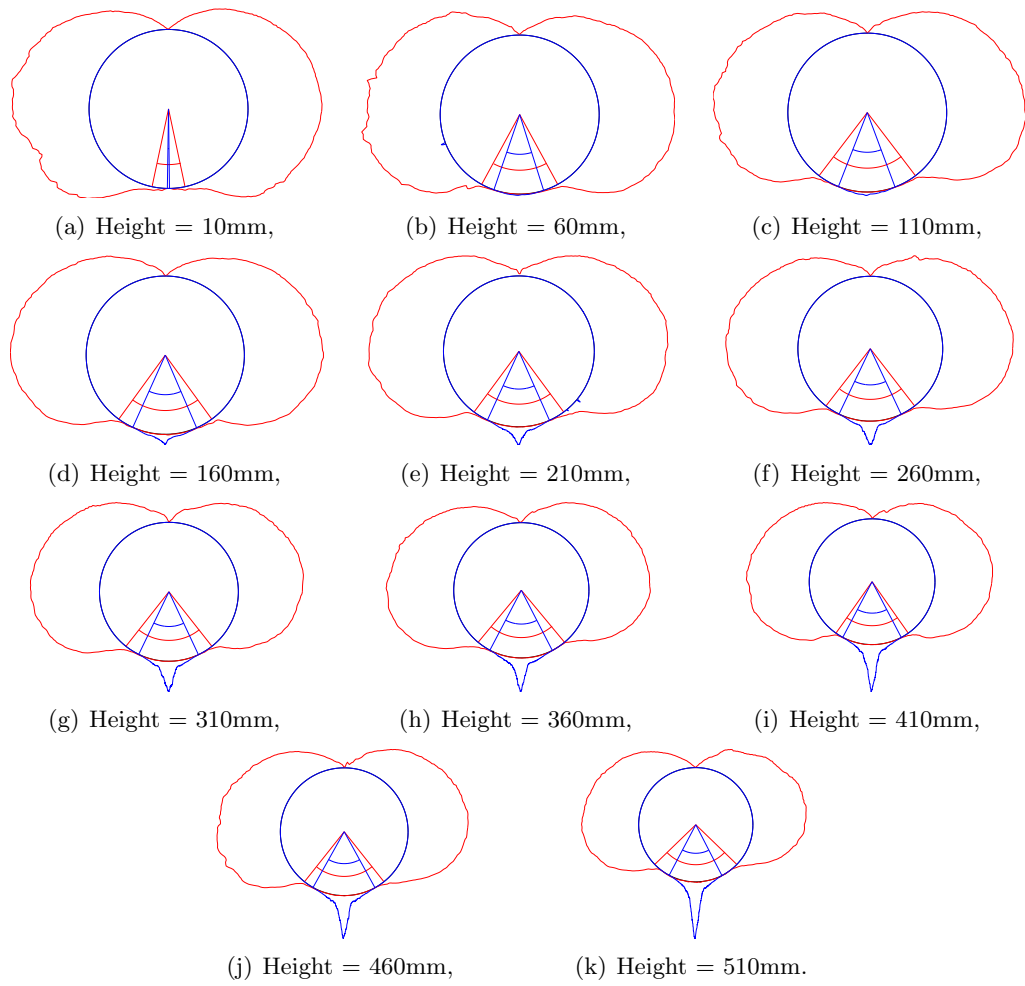 (a) Height = 10mm,
(b) Height = 60mm,
(c) Height = 110mm,
(d) Height = 160mm,
(e) Height = 210mm,
(f) Height = 260mm,
(g) Height = 310mm,
(h) Height = 360mm,
(i) Height = 410mm,
(j) Height = 460mm,
(k) Height = 510mm.